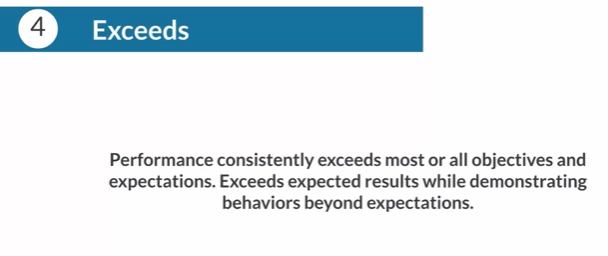 4 Exceeds
Performance consistently exceeds most or all objectives and
expectations. Exceeds expected results while demonstrating
behaviors beyond expectations.